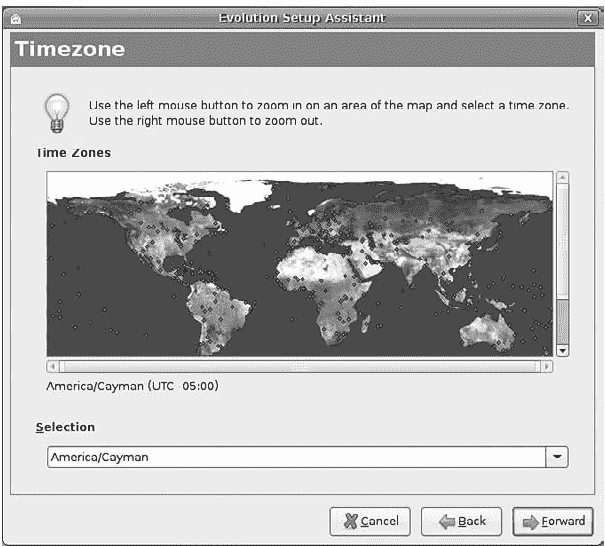 Evolution Setup Assistant
Timezone
Use the left mouse button to zoom in on an area of the map and select a time zone.
Use the right mouse button to zoom out.
Time Zones
America/Cayman (UTC -05:00)
Selection
America/Cayman
Cancel
Back
Forward